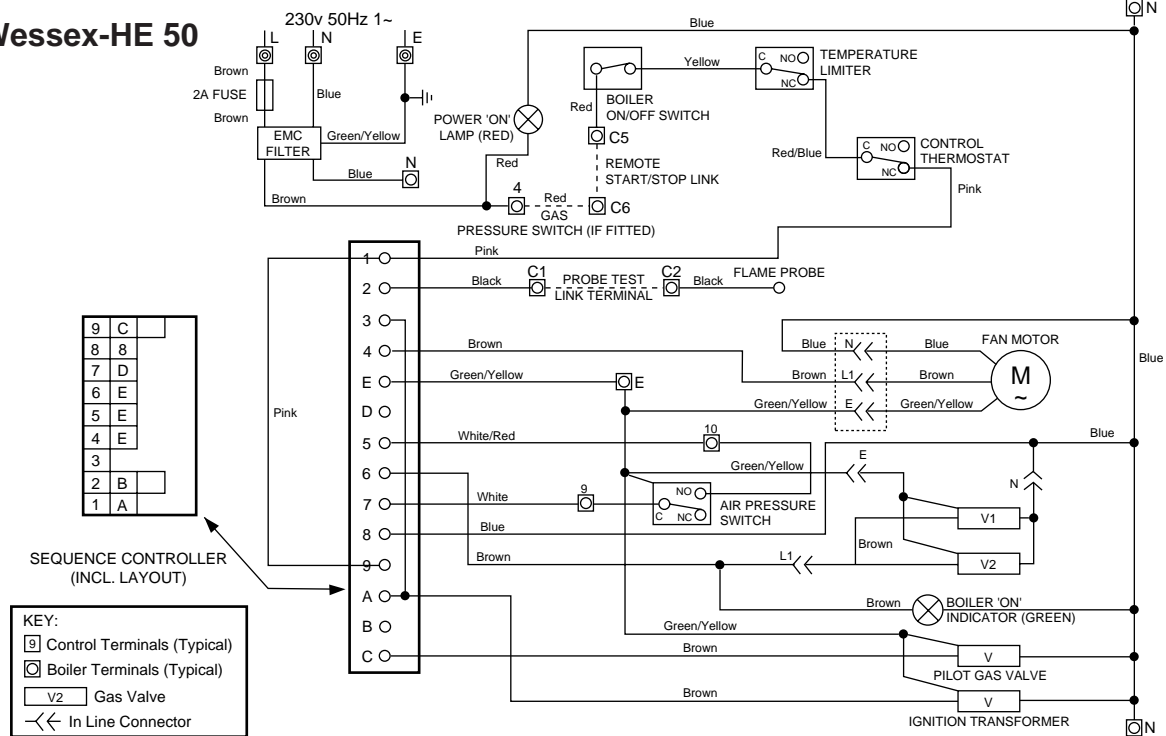 Wessex-HE 50
230v 50Hz 1~
L
N
E
Brown
2A FUSE
Brown
Blue
EMC
FILTER
Green/Yellow
Blue
N
Brown
POWER 'ON'
LAMP (RED)
Red
Blue
N
Red
BOILER
ON/OFF SWITCH
C5
REMOTE
START/STOP LINK
4
Red
GAS
C6
PRESSURE SWITCH (IF FITTED)
Yellow
C
NO
NC
TEMPERATURE
LIMITER
Red/Blue
C
NO
NC
CONTROL
THERMOSTAT
Pink
1
Pink
2
Black
C1
PROBE TEST
LINK TERMINAL
C2
Black
FLAME PROBE
3
4
Brown
E
Green/Yellow
E
D
5
White/Red
10
6
7
White
9
8
Blue
9
Brown
A
B
C
Pink
Blue
N
Blue
FAN MOTOR
Brown
L1
Brown
M
~
Green/Yellow
E
Green/Yellow
Blue
Blue
Green/Yellow
E
N
NO
C
NC
AIR PRESSURE
SWITCH
V1
Brown
V2
L1
Brown
BOILER 'ON'
INDICATOR (GREEN)
Green/Yellow
Brown
V
PILOT GAS VALVE
Brown
V
IGNITION TRANSFORMER
N
9 C
8 8
7 D
6 E
5 E
4 E
3
2 B
1 A
SEQUENCE CONTROLLER
(INCL. LAYOUT)
KEY:
9 Control Terminals (Typical)
Boiler Terminals (Typical)
V2 Gas Valve
In Line Connector